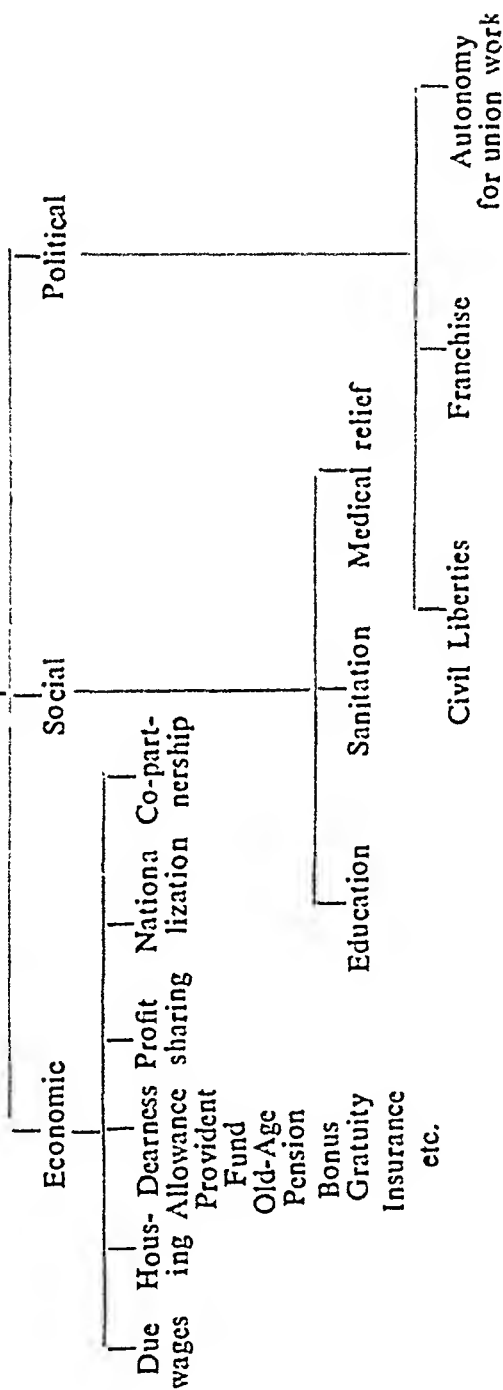 Economic Social Political
Due Hous- Dearness Profit Nationa Co-part-
wages ing Allowance sharing lization nership
Provident
Fund
Old-Age
Pension
Bonus
Gratuity
Insurance
etc.
Education Sanitation Medical relief
Civil Liberties Franchise Autonomy
for union work